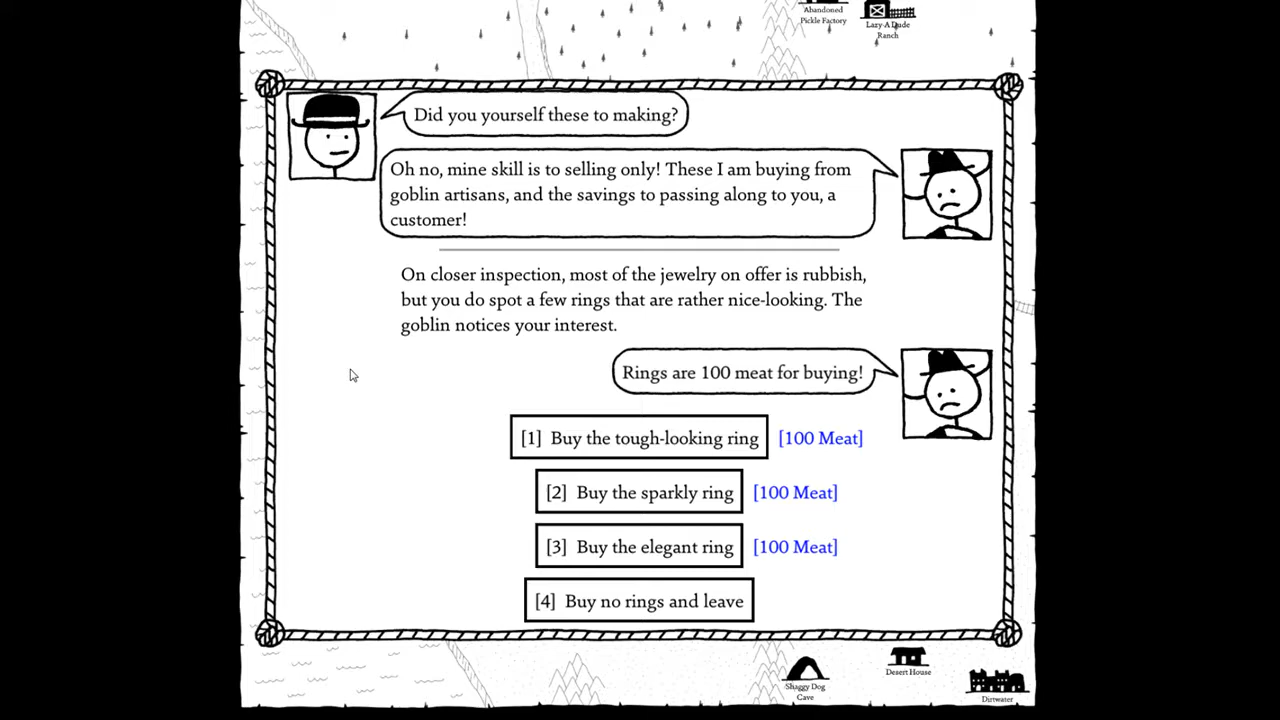 Abandoned
Pickle Factory
Lazy-A Dude
Ranch
Did you yourself these to making?
Oh no, mine skill is to selling only! These I am buying from
goblin artisans, and the savings to passing along to you, a
customer!
On closer inspection, most of the jewelry on offer is rubbish,
but you do spot a few rings that are rather nice-looking. The
goblin notices your interest.
Rings are 100 meat for buying!
[1] Buy the tough-looking ring [100 Meat]
[2] Buy the sparkly ring [100 Meat]
[3] Buy the elegant ring [100 Meat]
[4] Buy no rings and leave
Shaggy Dog
Cave
Desert House
Dirtwater